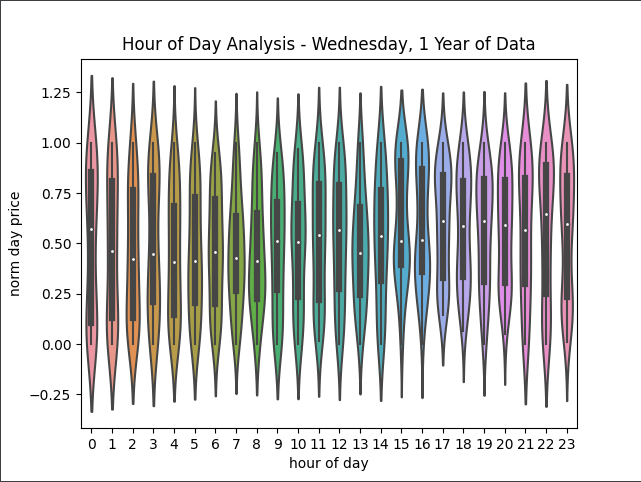 Hour of Day Analysis - Wednesday, 1 Year of Data
norm day price
1.25
1.00
0.75
0.50
0.25
0.00
−0.25
0 1 2 3 4 5 6 7 8 9 10 11 12 13 14 15 16 17 18 19 20 21 22 23
hour of day